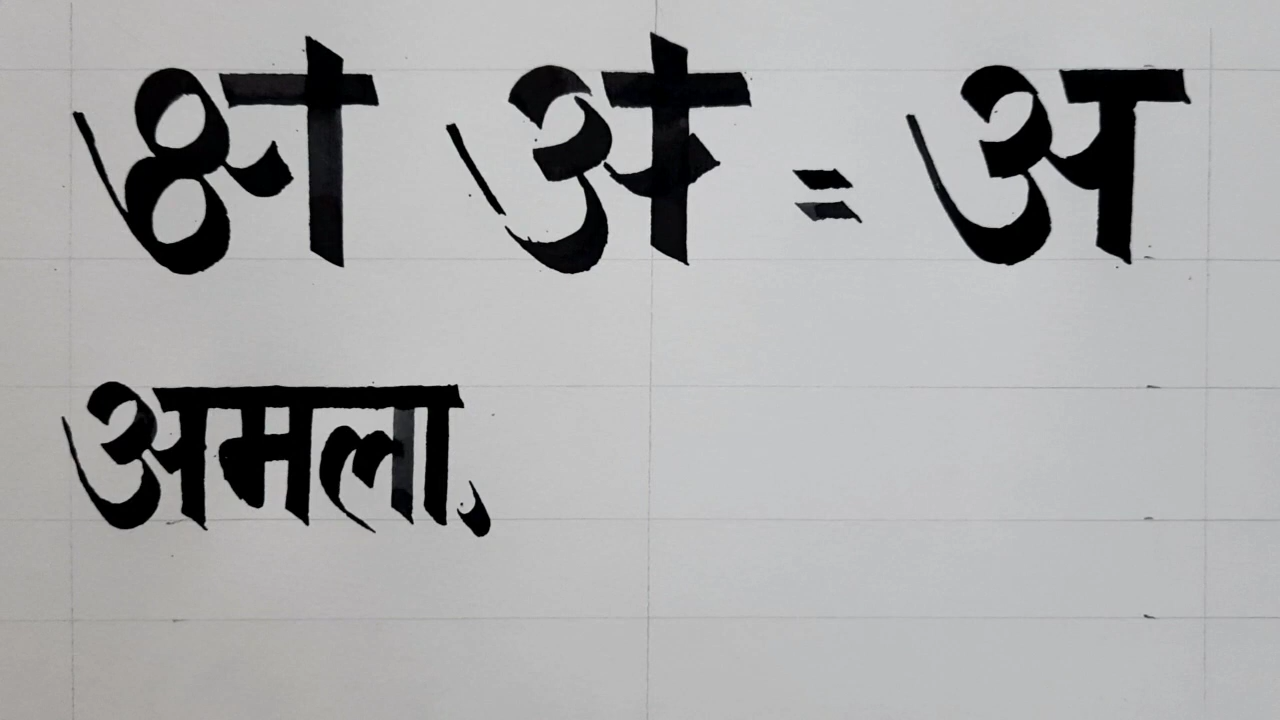 अ अ = अ
अमला,